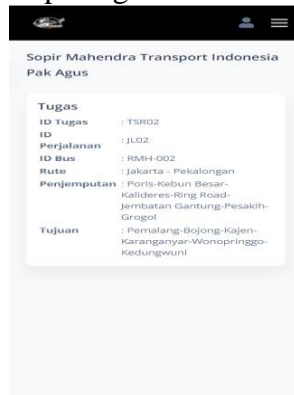 Sopir Mahendra Transport Indonesia
Pak Agus
Tugas
ID Tugas : TSR02
ID
Perjalanan : JL02
ID Bus : RMH-002
Rute : Jakarta - Pekalongan
Penjemputan : Poris-Kebun Besar-
Kalideres-Ring Road-
Jembatan Gantung-Pesakih-
Grogol
Tujuan : Pemalang-Bojong-Kajen-
Karanganyar-Wonopringgo-
Kedungwuni